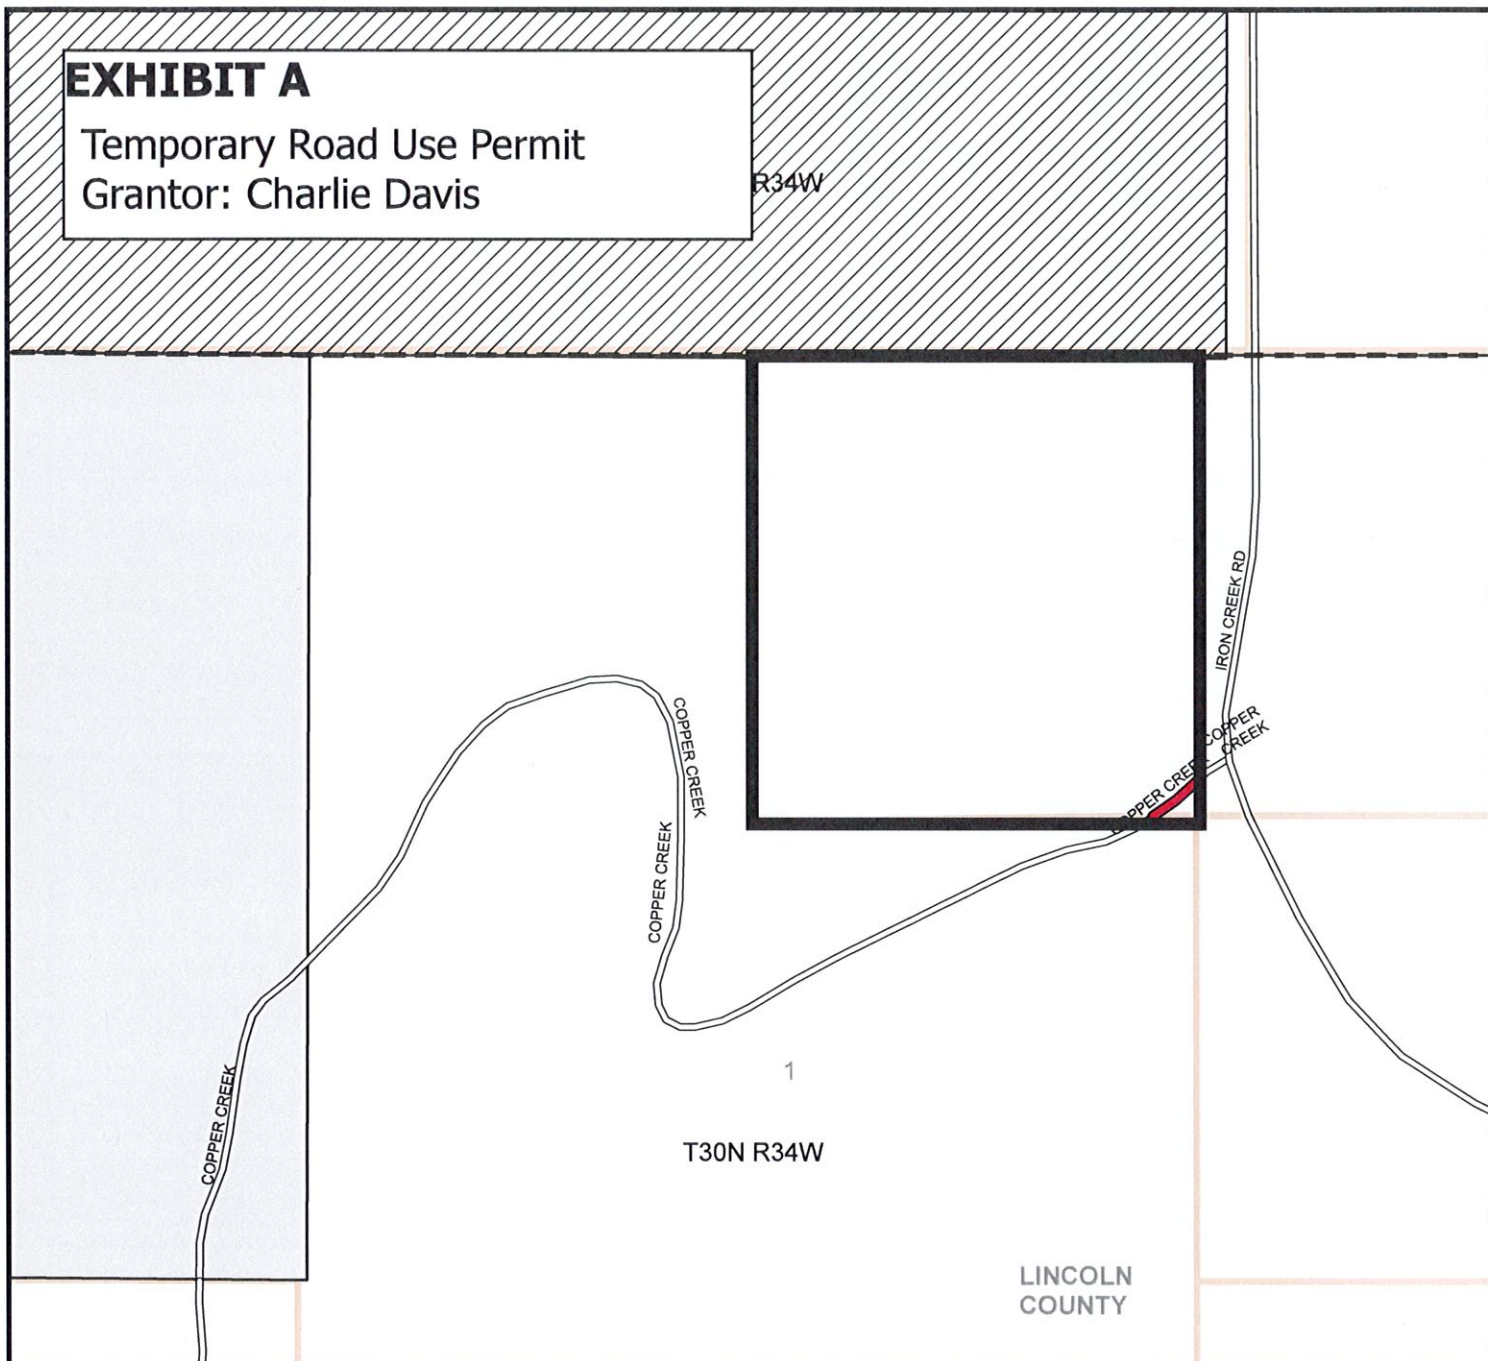 EXHIBIT A
Temporary Road Use Permit
Grantor: Charlie Davis
R34W
IRON CREEK RD
COPPER
CREEK
COPPER CREEK
COPPER CREEK
COPPER CREEK
COPPER CREEK
1
T30N R34W
LINCOLN
COUNTY